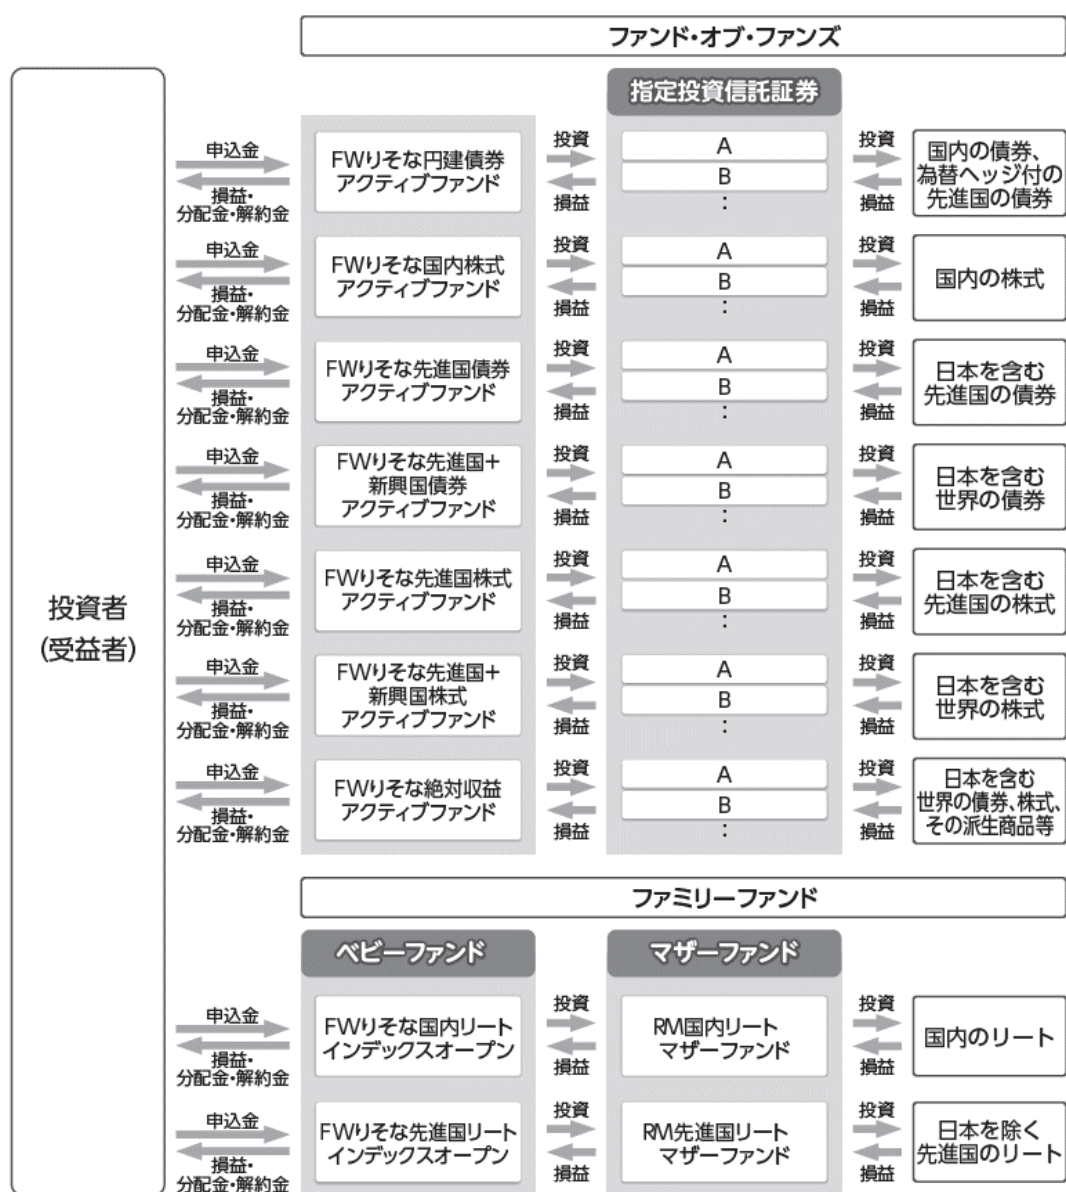 ファンド・オブ・ファンズ
指定投資信託証券
投資者
(受益者)
申込金
損益・
分配金・解約金
FWりそな円建債券
アクティブファンド
投資
損益
A
B
:
投資
損益
国内の債券、
為替ヘッジ付の
先進国の債券
申込金
損益・
分配金・解約金
FWりそな国内株式
アクティブファンド
投資
損益
A
B
:
投資
損益
国内の株式
申込金
損益・
分配金・解約金
FWりそな先進国債券
アクティブファンド
投資
損益
A
B
:
投資
損益
日本を含む
先進国の債券
申込金
損益・
分配金・解約金
FWりそな先進国+
新興国債券
アクティブファンド
投資
損益
A
B
:
投資
損益
日本を含む
世界の債券
申込金
損益・
分配金・解約金
FWりそな先進国株式
アクティブファンド
投資
損益
A
B
:
投資
損益
日本を含む
先進国の株式
申込金
損益・
分配金・解約金
FWりそな先進国+
新興国株式
アクティブファンド
投資
損益
A
B
:
投資
損益
日本を含む
世界の株式
申込金
損益・
分配金・解約金
FWりそな絶対収益
アクティブファンド
投資
損益
A
B
:
投資
損益
日本を含む
世界の債券、株式、
その派生商品等
ファミリーファンド
ベビーファンド
マザーファンド
申込金
損益・
分配金・解約金
FWりそな国内リート
インデックスオープン
投資
損益
RM国内リート
マザーファンド
投資
損益
国内のリート
申込金
損益・
分配金・解約金
FWりそな先進国リート
インデックスオープン
投資
損益
RM先進国リート
マザーファンド
投資
損益
日本を除く
先進国のリート